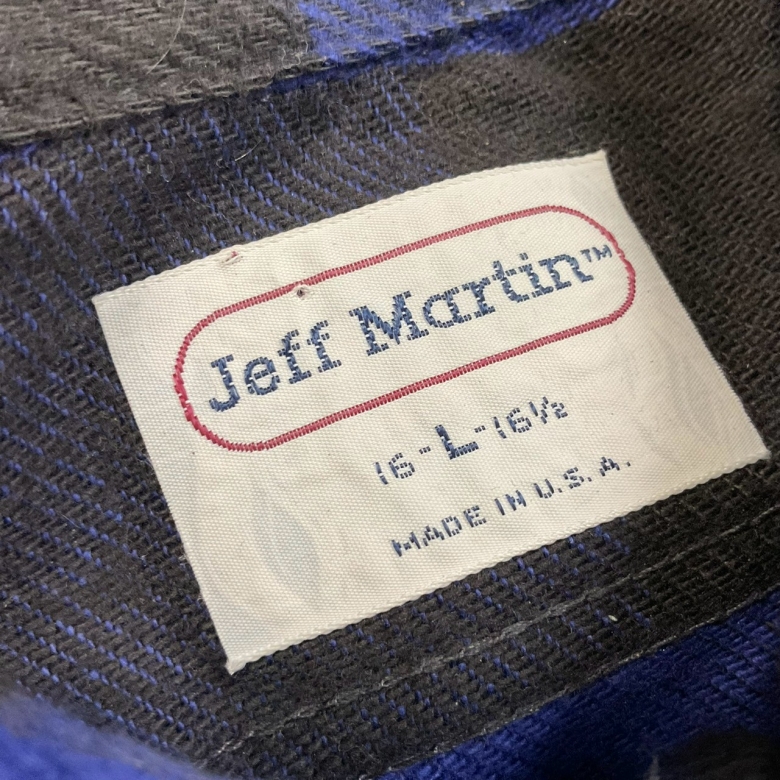 Jeff Martin™
16-L-16½
MADE IN U.S.A.